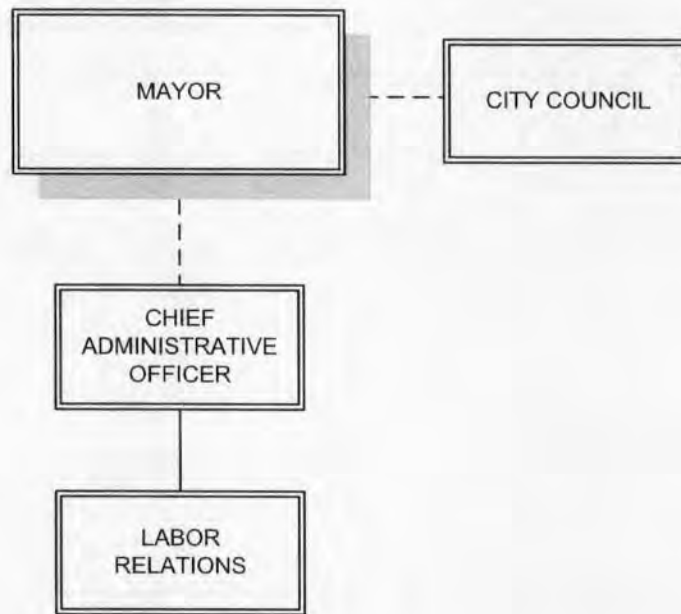 MAYOR
CITY COUNCIL
CHIEF
ADMINISTRATIVE
OFFICER
LABOR
RELATIONS